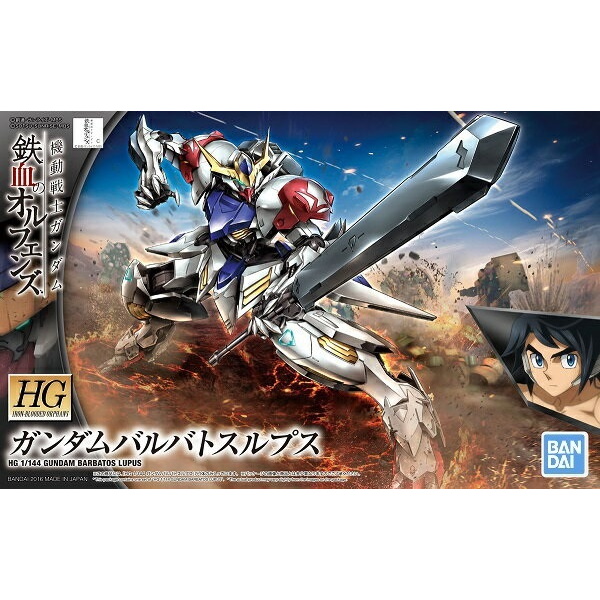 機動戦士ガンダム
鉄血のオルフェンズ
HG
IRON-BLOODED ORPHANS
ガンダムバルバトスルプス
HG 1/144 GUNDAM BARBATOS LUPUS
BANDAI 2016 MADE IN JAPAN
BAN
DAI